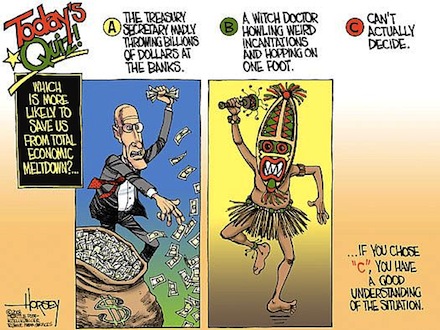 Today's
Quiz!
WHICH
IS MORE
LIKELY TO
SAVE US
FROM TOTAL
ECONOMIC
MELTDOWN?...
A THE TREASURY
SECRETARY MADLY
THROWING BILLIONS
OF DOLLARS AT
THE BANKS.
B A WITCH DOCTOR
HOWLING WEIRD
INCANTATIONS
AND HOPPING ON
ONE FOOT.
C CAN'T
ACTUALLY
DECIDE.
...IF YOU CHOSE
"C", YOU HAVE
A GOOD
UNDERSTANDING
OF THE SITUATION.
$
HORSEY